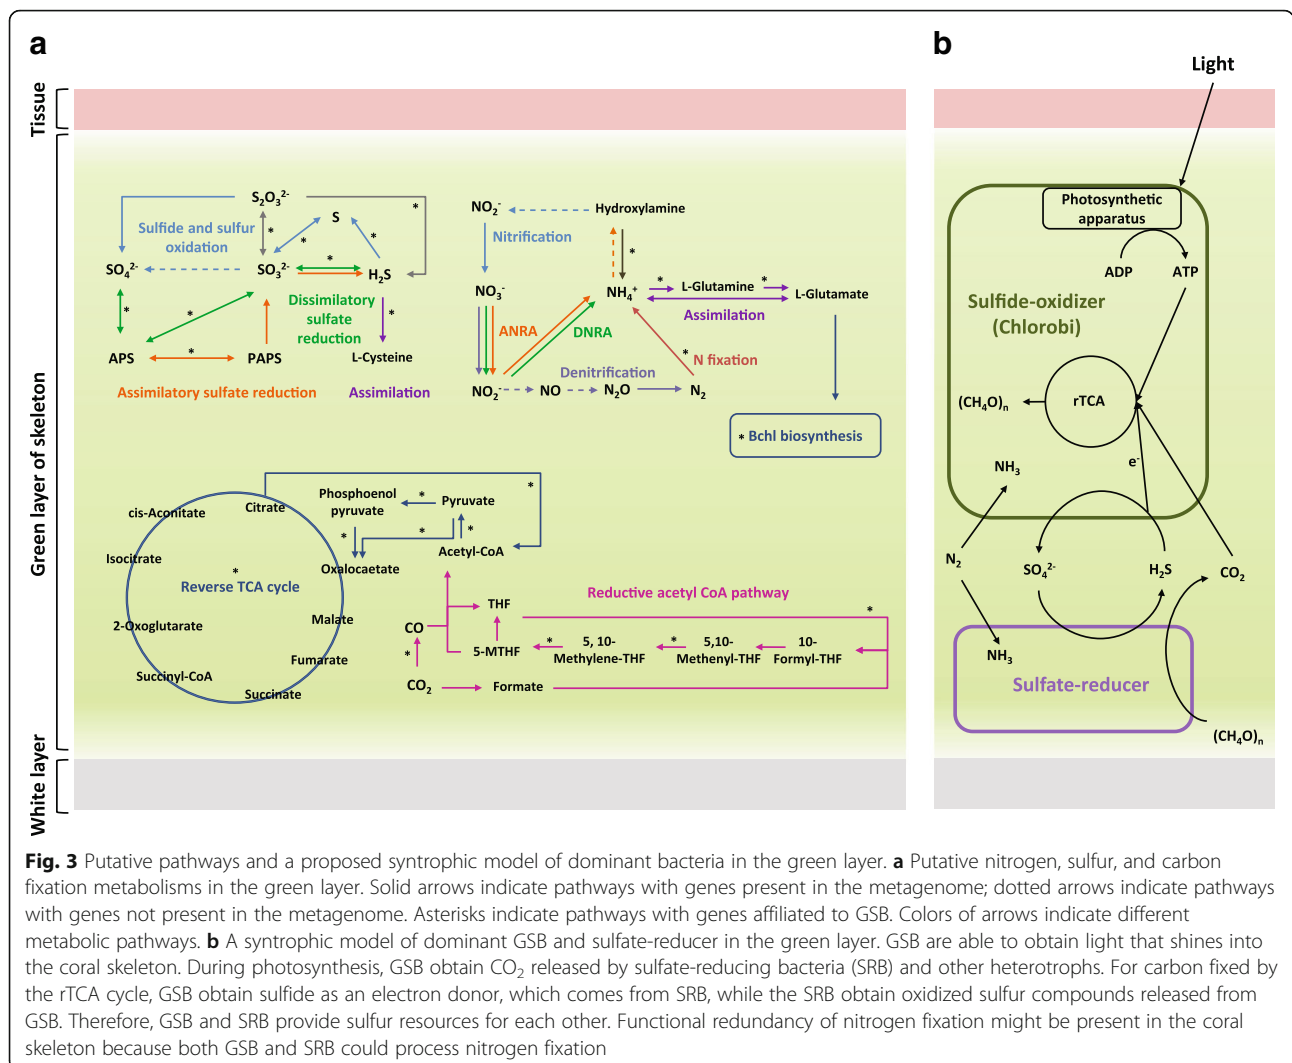 a
b
Light
Tissue
Green layer of skeleton
White layer
S2O3 2-
*
S
Sulfide and sulfur
oxidation
*
*
*
SO4 2-
SO3 2-
*
H2S
*
*
Dissimilatory
sulfate
reduction
*
APS
*
PAPS
L-Cysteine
Assimilatory sulfate reduction
Assimilation
NO2-
Hydroxylamine
Nitrification
*
NO3-
NH4+
*
L-Glutamine
*
L-Glutamate
Assimilation
ANRA
DNRA
*
N fixation
Denitrification
NO2-
NO
N2O
N2
* Bchl biosynthesis
cis-Aconitate
Citrate
Isocitrate
*
Reverse TCA cycle
2-Oxoglutarate
Succinyl-CoA
Succinate
Fumarate
Malate
Oxalocaetate
Phosphoenol
pyruvate
*
Pyruvate
*
*
*
*
Acetyl-CoA
Reductive acetyl CoA pathway
THF
*
CO
5-MTHF
*
5, 10-
Methylene-THF
*
5,10-
Methenyl-THF
10-
Formyl-THF
*
CO2
Formate
Photosynthetic
apparatus
ADP
ATP
Sulfide-oxidizer
(Chlorobi)
(CH4O)n
rTCA
NH3
e-
N2
SO4 2-
H2S
CO2
NH3
Sulfate-reducer
(CH4O)n
Fig. 3 Putative pathways and a proposed syntrophic model of dominant bacteria in the green layer. a Putative nitrogen, sulfur, and carbon
fixation metabolisms in the green layer. Solid arrows indicate pathways with genes present in the metagenome; dotted arrows indicate pathways
with genes not present in the metagenome. Asterisks indicate pathways with genes affiliated to GSB. Colors of arrows indicate different
metabolic pathways. b A syntrophic model of dominant GSB and sulfate-reducer in the green layer. GSB are able to obtain light that shines into
the coral skeleton. During photosynthesis, GSB obtain CO2 released by sulfate-reducing bacteria (SRB) and other heterotrophs. For carbon fixed by
the rTCA cycle, GSB obtain sulfide as an electron donor, which comes from SRB, while the SRB obtain oxidized sulfur compounds released from
GSB. Therefore, GSB and SRB provide sulfur resources for each other. Functional redundancy of nitrogen fixation might be present in the coral
skeleton because both GSB and SRB could process nitrogen fixation